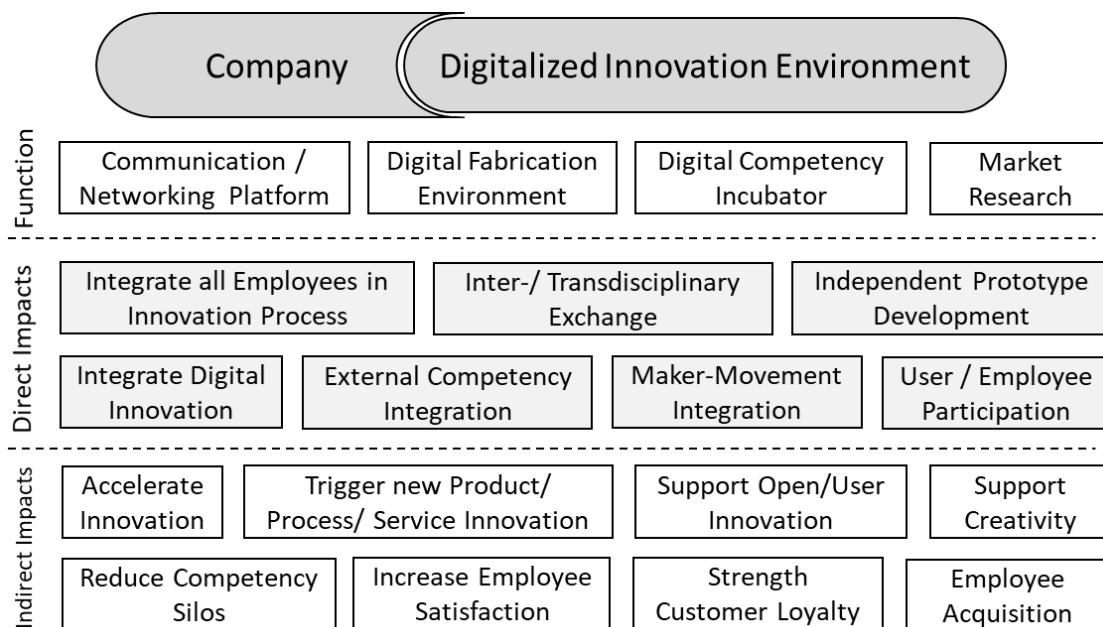 Company
Digitalized Innovation Environment
Function
Communication /
Networking Platform
Digital Fabrication
Environment
Digital Competency
Incubator
Market
Research
Direct Impacts
Integrate all Employees in
Innovation Process
Inter-/ Transdisciplinary
Exchange
Independent Prototype
Development
Integrate Digital
Innovation
External Competency
Integration
Maker-Movement
Integration
User / Employee
Participation
Indirect Impacts
Accelerate
Innovation
Trigger new Product/
Process/ Service Innovation
Support Open/User
Innovation
Support
Creativity
Reduce Competency
Silos
Increase Employee
Satisfaction
Strength
Customer Loyalty
Employee
Acquisition